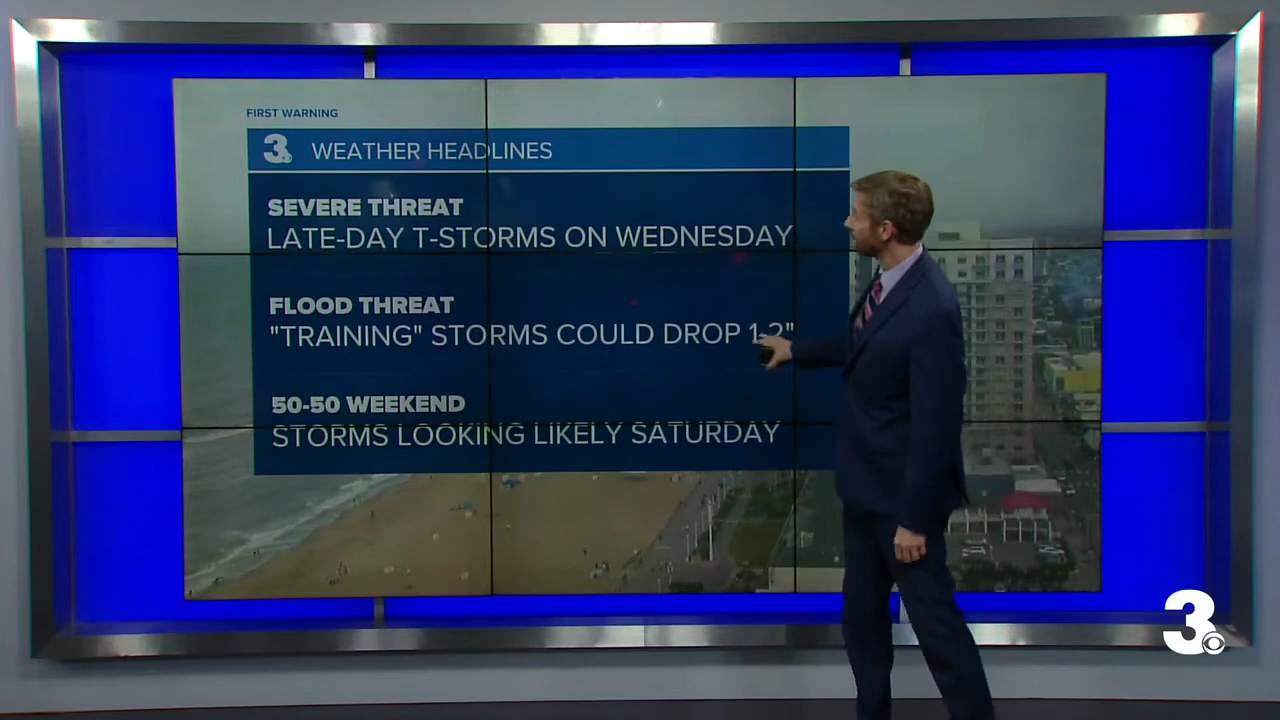 FIRST WARNING
3 WEATHER HEADLINES
SEVERE THREAT
LATE-DAY T-STORMS ON WEDNESDAY
FLOOD THREAT
"TRAINING" STORMS COULD DROP 1-2"
50-50 WEEKEND
STORMS LOOKING LIKELY SATURDAY
3